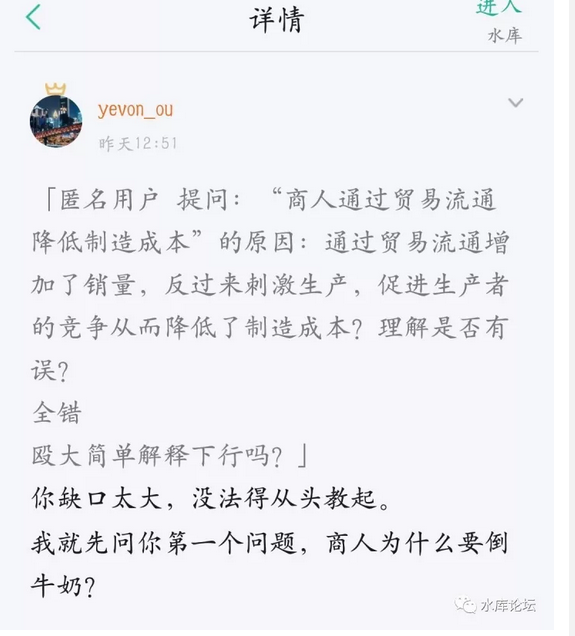 详情
进入
水库
yevon_ou
昨天12:51
「匿名用户 提问：“商人通过贸易流通
降低制造成本”的原因：通过贸易流通增
加了销量，反过来刺激生产，促进生产者
的竞争从而降低了制造成本？理解是否有
误？
全错
殴大简单解释下行吗？」
你缺口太大，没法得从头教起。
我就先问你第一个问题，商人为什么要倒
牛奶？
水库论坛